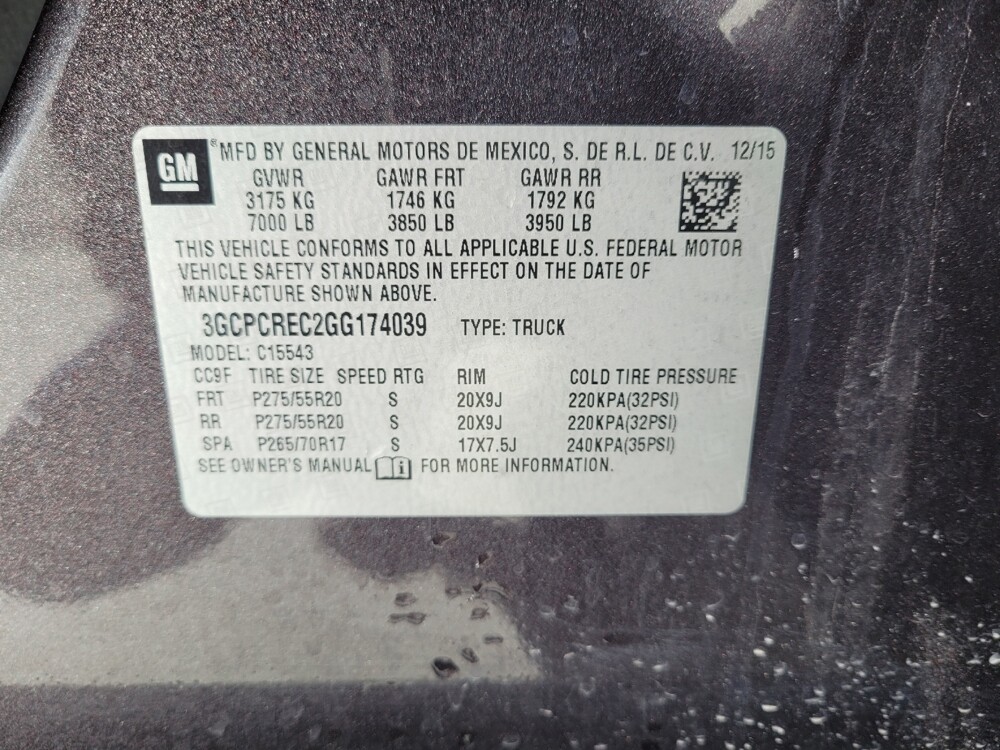 GM ® MFD BY GENERAL MOTORS DE MEXICO, S. DE R.L. DE C.V. 12/15
GVWR GAWR FRT GAWR RR
3175 KG 1746 KG 1792 KG
7000 LB 3850 LB 3950 LB
THIS VEHICLE CONFORMS TO ALL APPLICABLE U.S. FEDERAL MOTOR
VEHICLE SAFETY STANDARDS IN EFFECT ON THE DATE OF
MANUFACTURE SHOWN ABOVE.
3GCPCREC2GG174039 TYPE: TRUCK
MODEL: C15543
CC9F TIRE SIZE SPEED RTG RIM COLD TIRE PRESSURE
FRT P275/55R20 S 20X9J 220KPA(32PSI)
RR P275/55R20 S 20X9J 220KPA(32PSI)
SPA P265/70R17 S 17X7.5J 240KPA(35PSI)
SEE OWNER'S MANUAL i FOR MORE INFORMATION.